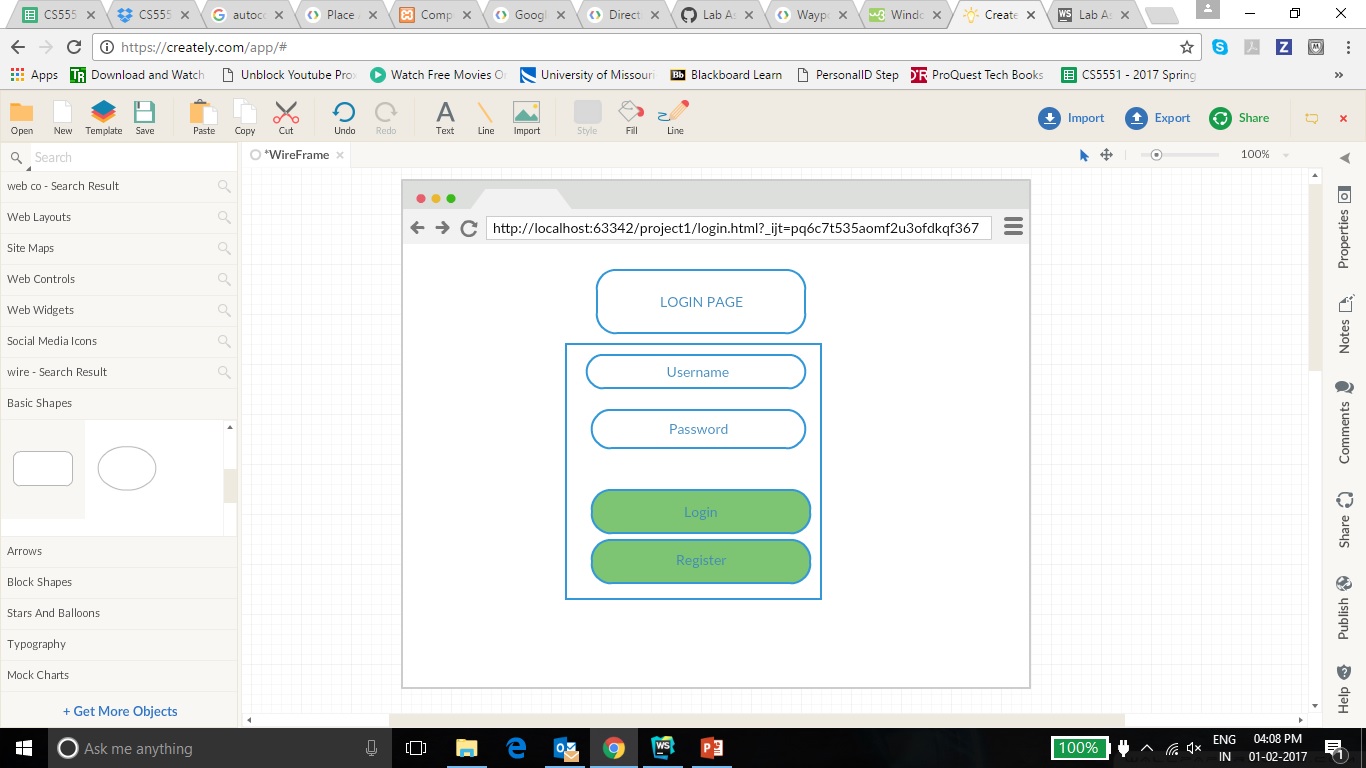 CS555
CS555
autoco
Place A
Comp
Googl
Direct
Lab A
Waypo
Windo
Create
Lab As
https://creately.com/app/#
Apps
Download and Watch
Unblock Youtube Pro
Watch Free Movies O
University of Missouri
Blackboard Learn
PersonalID Step
ProQuest Tech Books
CS5551 - 2017 Spring
Open
New
Template
Save
Paste
Copy
Cut
Undo
Redo
Text
Line
Import
Style
Fill
Line
Import
Export
Share
Search
*WireFrame
100%
web co - Search Result
Web Layouts
Site Maps
Web Controls
Web Widgets
Social Media Icons
wire - Search Result
Basic Shapes
Arrows
Block Shapes
Stars And Balloons
Typography
Mock Charts
+ Get More Objects
http://localhost:63342/project1/login.html?_ijt=pq6c7t535aomf2u3ofdkqf367
LOGIN PAGE
Username
Password
Login
Register
Properties
Notes
Comments
Share
Publish
Help
Ask me anything
100%
ENG
IN
04:08 PM
01-02-2017
1